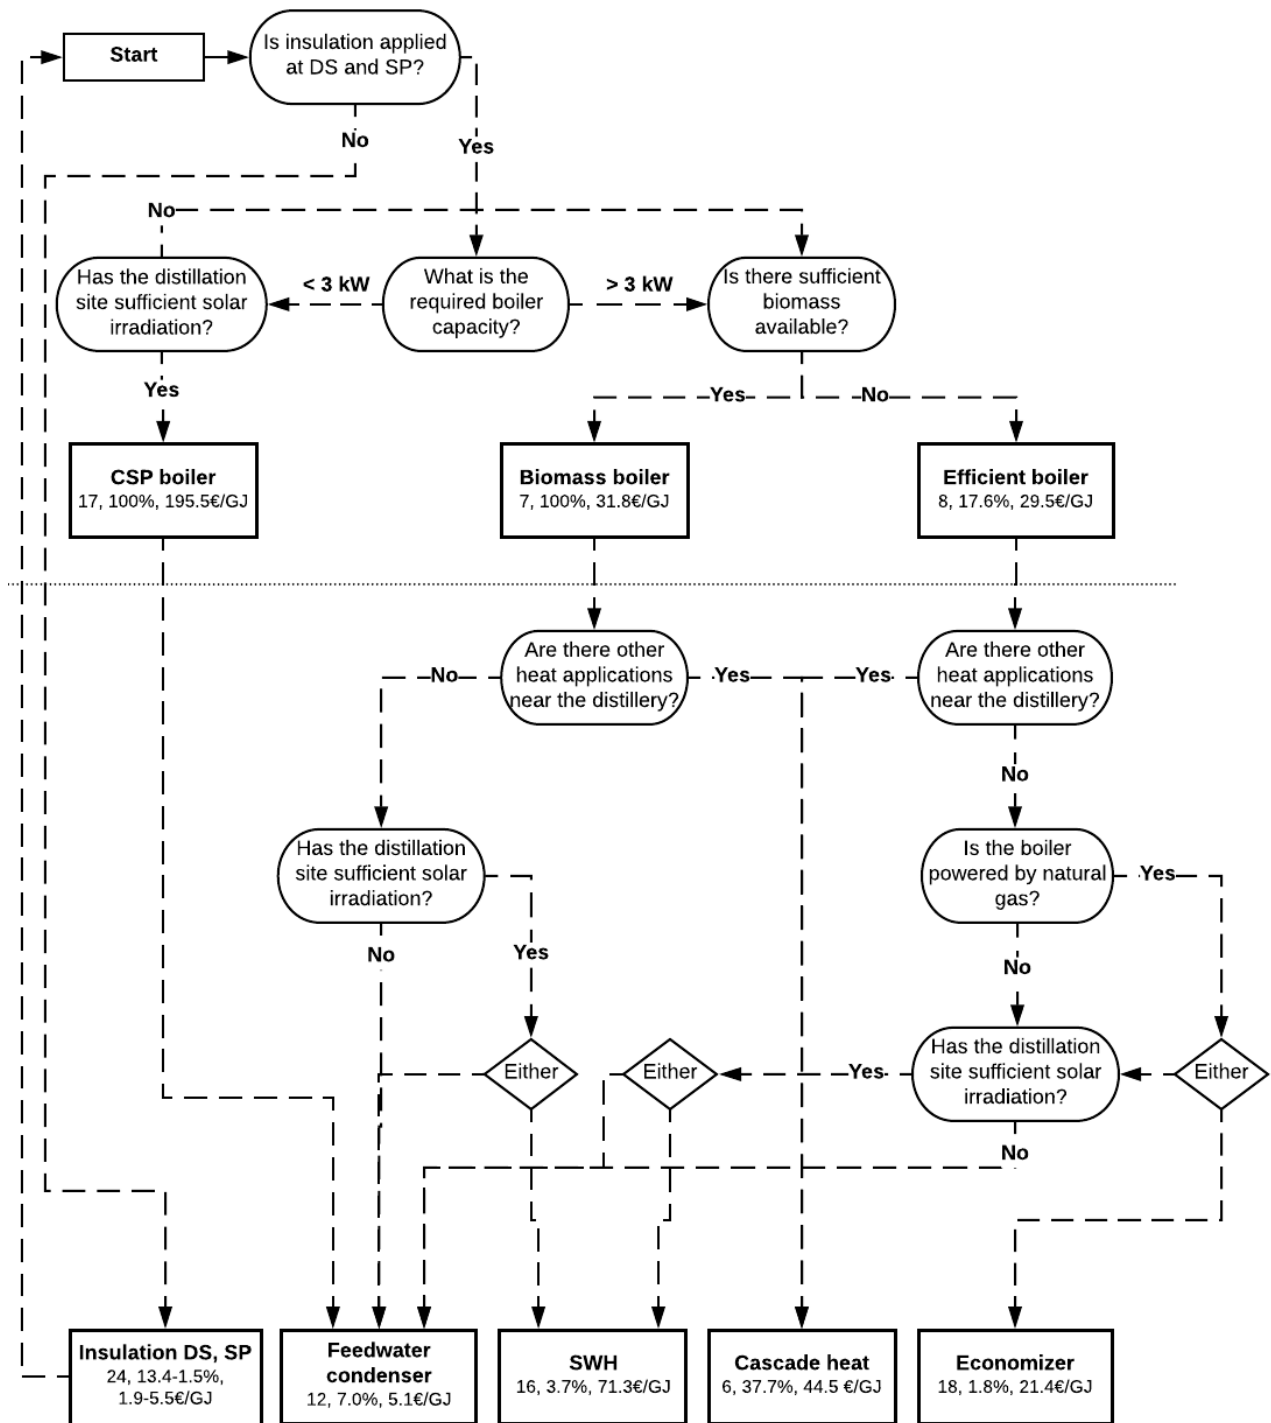 Start
Is insulation applied
at DS and SP?
No
Yes
No
Has the distillation
site sufficient solar
irradiation?
< 3 kW
What is the
required boiler
capacity?
> 3 kW
Is there sufficient
biomass
available?
Yes
Yes
No
CSP boiler
17, 100%, 195.5€/GJ
Biomass boiler
7, 100%, 31.8€/GJ
Efficient boiler
8, 17.6%, 29.5€/GJ
Are there other
heat applications
near the distillery?
No
Yes
Yes
Are there other
heat applications
near the distillery?
No
Has the distillation
site sufficient solar
irradiation?
Is the boiler
powered by natural
gas?
Yes
No
Yes
No
Either
Either
Yes
Has the distillation
site sufficient solar
irradiation?
Either
No
Insulation DS, SP
24, 13.4-1.5%,
1.9-5.5€/GJ
Feedwater
condenser
12, 7.0%, 5.1€/GJ
SWH
16, 3.7%, 71.3€/GJ
Cascade heat
6, 37.7%, 44.5 €/GJ
Economizer
18, 1.8%, 21.4€/GJ